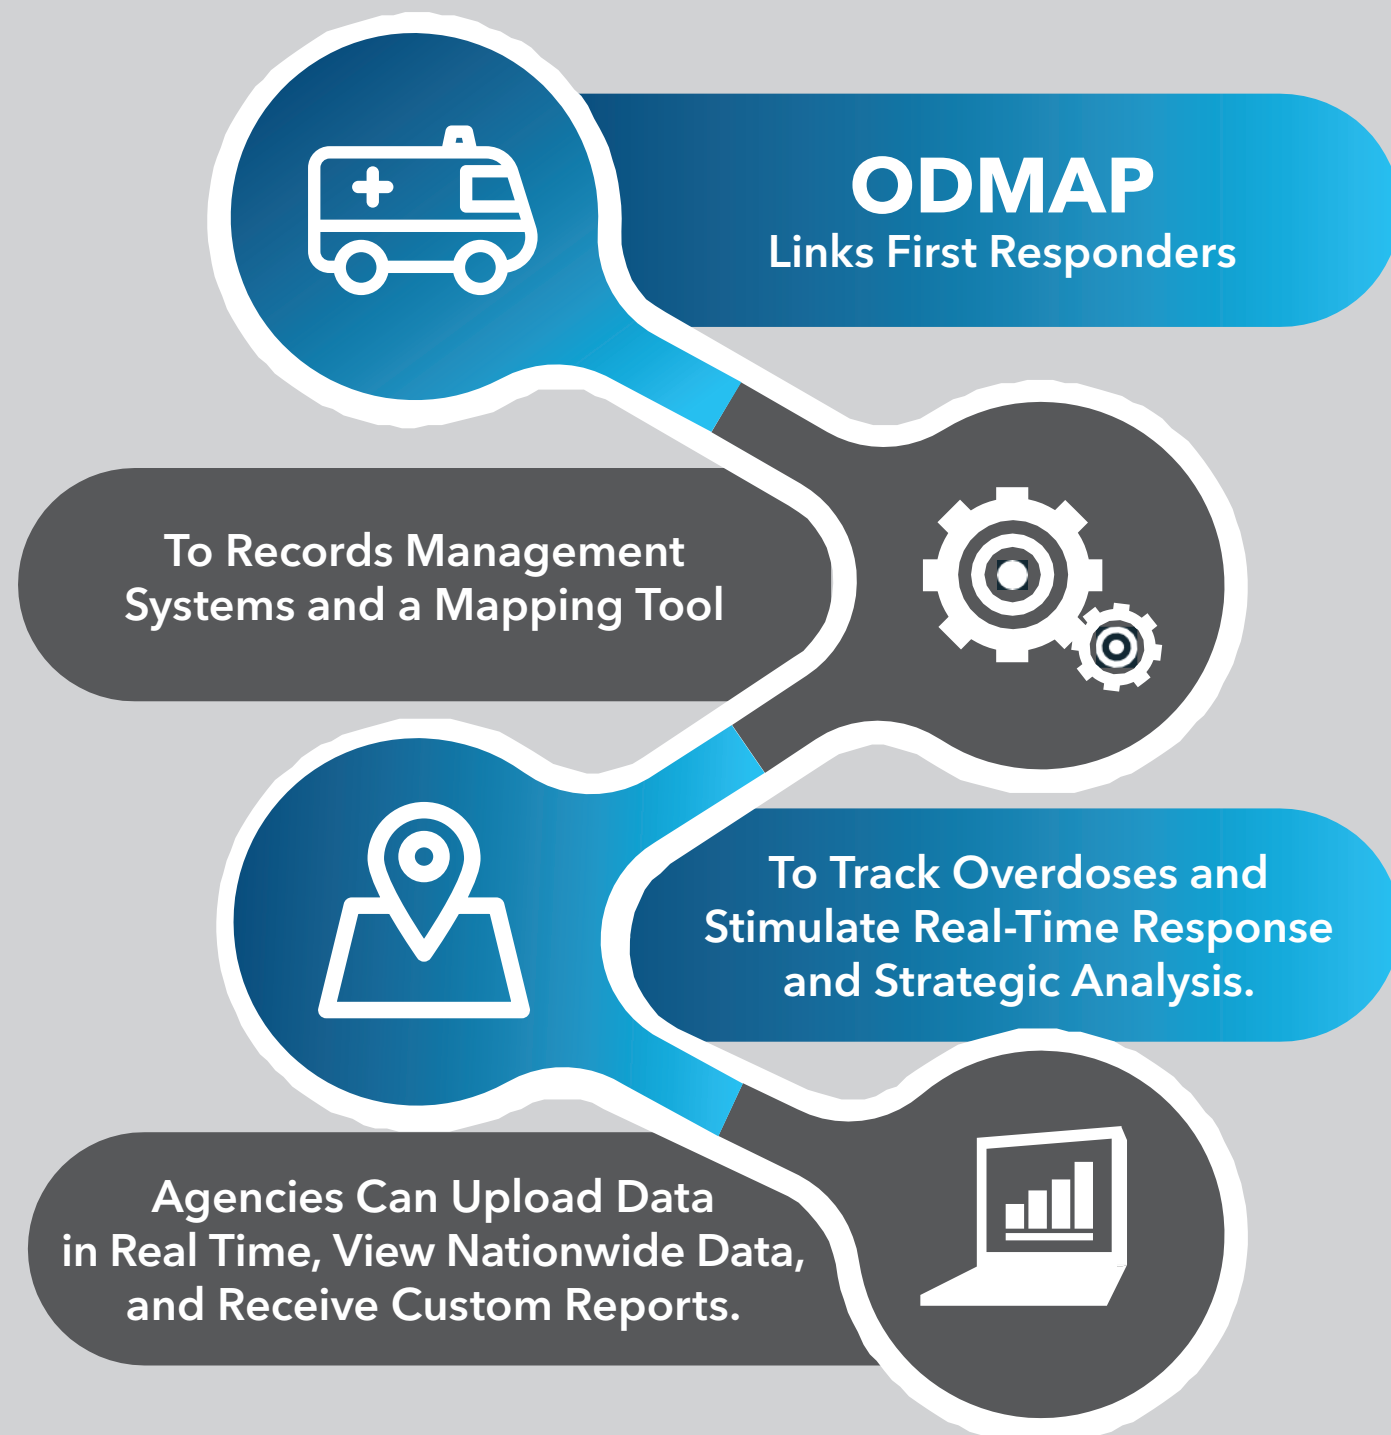 ODMAP
Links First Responders
To Records Management
Systems and a Mapping Tool
To Track Overdoses and
Stimulate Real-Time Response
and Strategic Analysis.
Agencies Can Upload Data
in Real Time, View Nationwide Data,
and Receive Custom Reports.